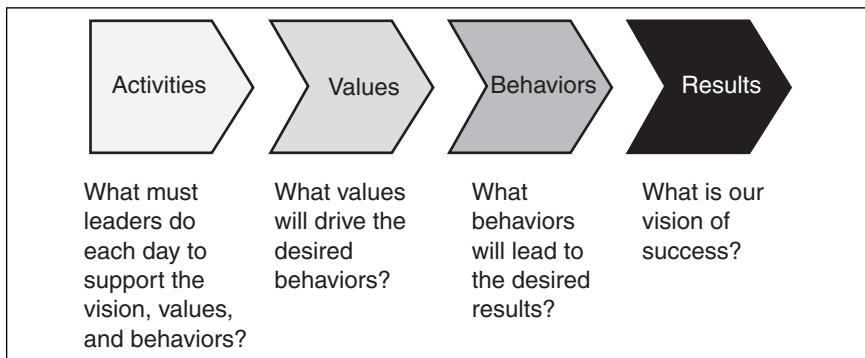 Activities
Values
Behaviors
Results
What must
leaders do
each day to
support the
vision, values,
and behaviors?
What values
will drive the
desired
behaviors?
What
behaviors
will lead to
the desired
results?
What is our
vision of
success?